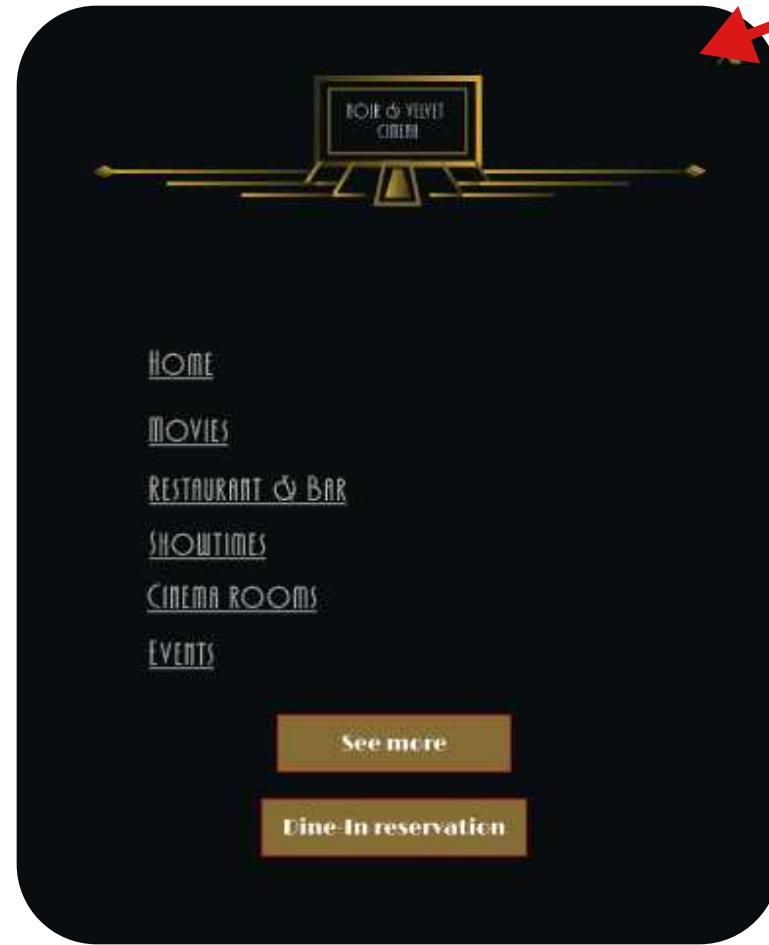 NOIR & VELVET
CINEMA
HOME
MOVIES
RESTAURANT & BAR
SHOWTIMES
CINEMA ROOMS
EVENTS
See more
Dine-In reservation